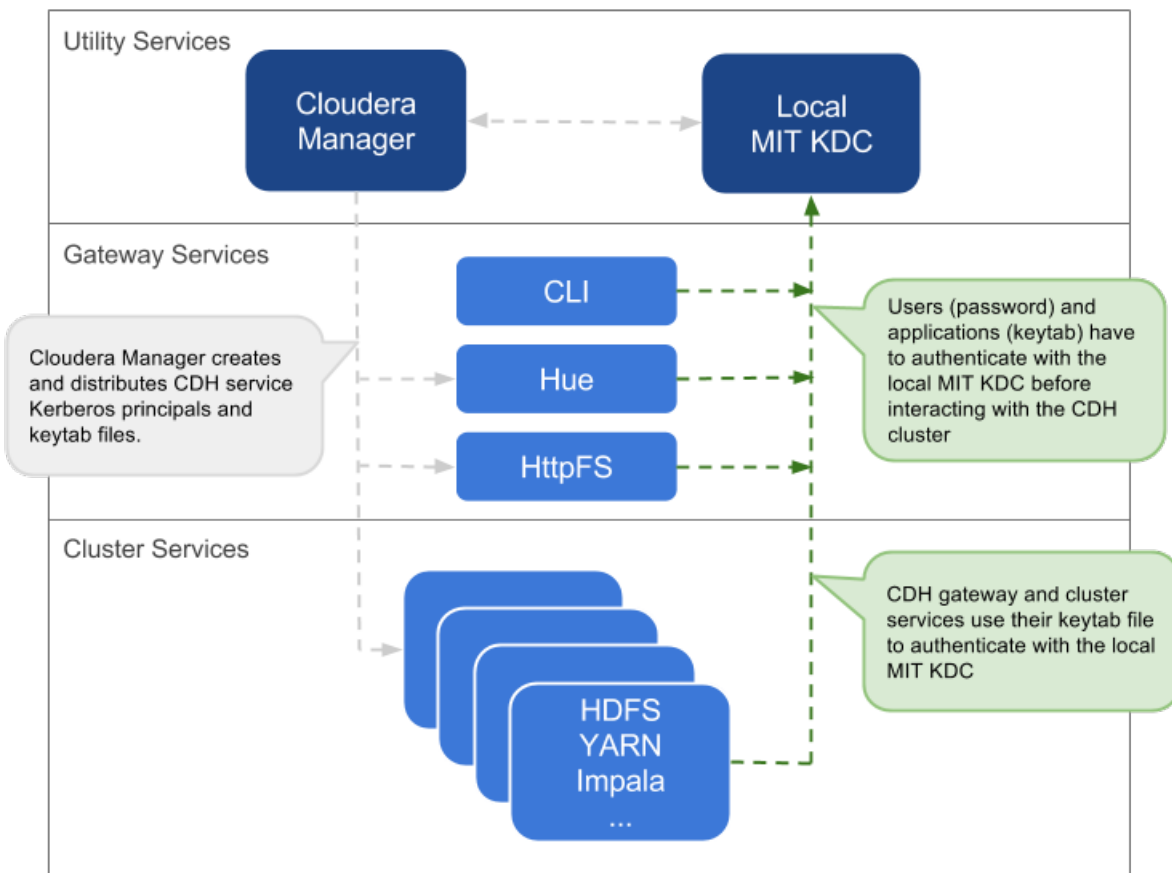 Utility Services
Cloudera
Manager
Local
MIT KDC
Gateway Services
CLI
Hue
HttpFS
Cloudera Manager creates
and distributes CDH service
Kerberos principals and
keytab files.
Users (password) and
applications (keytab) have
to authenticate with the
local MIT KDC before
interacting with the CDH
cluster
Cluster Services
HDFS
YARN
Impala
...
CDH gateway and cluster
services use their keytab file
to authenticate with the local
MIT KDC